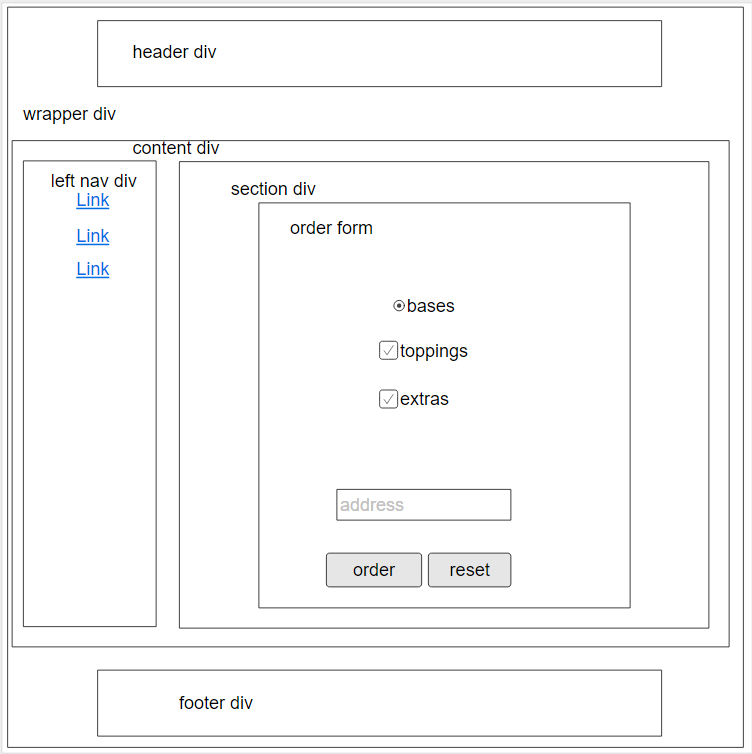 header div
wrapper div
content div
left nav div
Link
Link
Link
section div
order form
bases
toppings
extras
address
order
reset
footer div